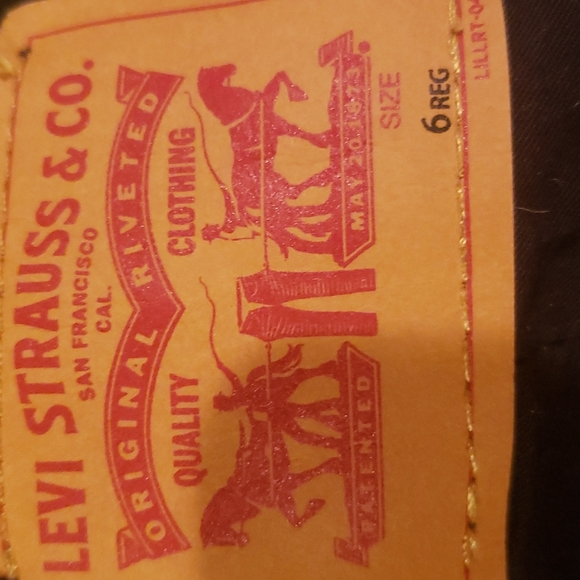 LEVI STRAUSS & CO.
SAN FRANCISCO
CAL.
ORIGINAL RIVETED
QUALITY CLOTHING
PATENTED MAY 20 1873
SIZE
6 REG